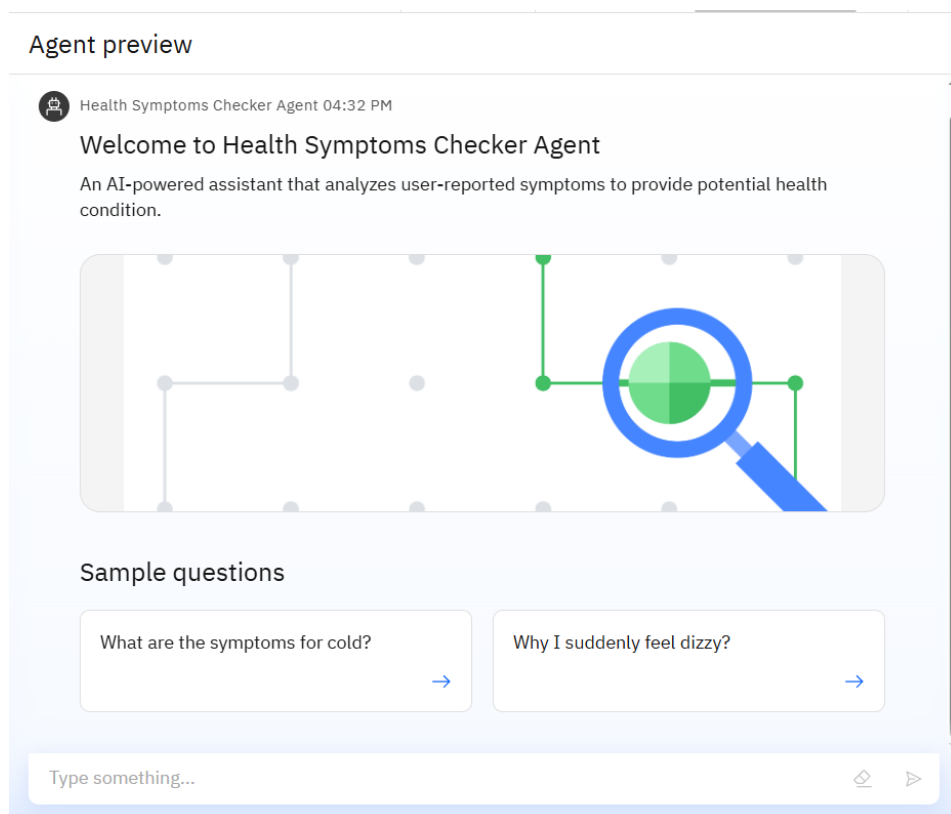 Agent preview
Health Symptoms Checker Agent 04:32 PM
Welcome to Health Symptoms Checker Agent
An AI-powered assistant that analyzes user-reported symptoms to provide potential health
condition.
Sample questions
What are the symptoms for cold?
Why I suddenly feel dizzy?
Type something...